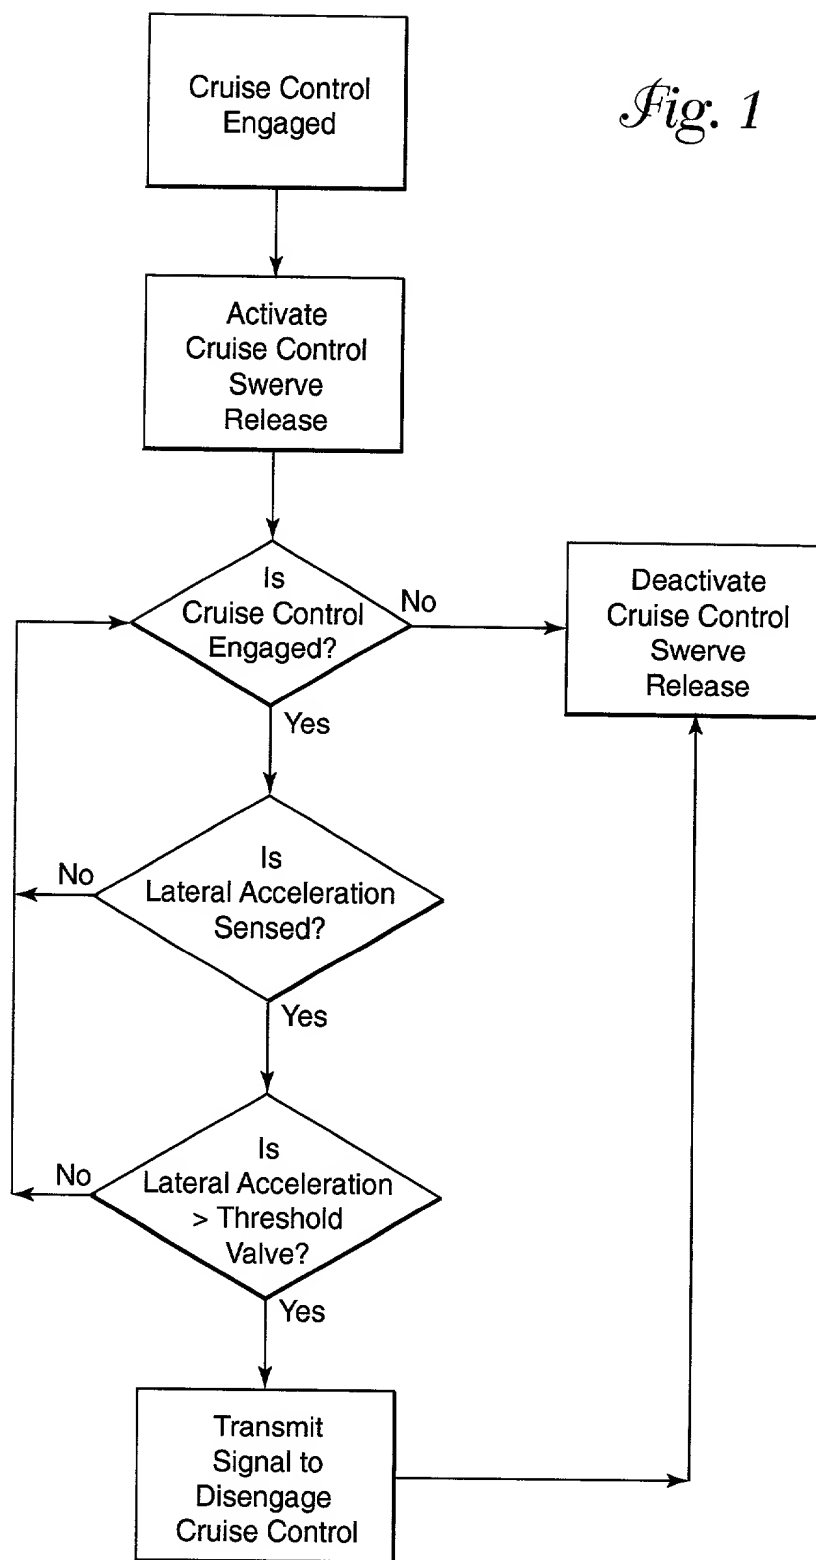 Cruise Control
Engaged
Fig. 1
Activate
Cruise Control
Swerve
Release
Is
Cruise Control
Engaged?
No
Yes
Deactivate
Cruise Control
Swerve
Release
Is
Lateral Acceleration
Sensed?
No
Yes
Is
Lateral Acceleration
> Threshold
Valve?
No
Yes
Transmit
Signal to
Disengage
Cruise Control